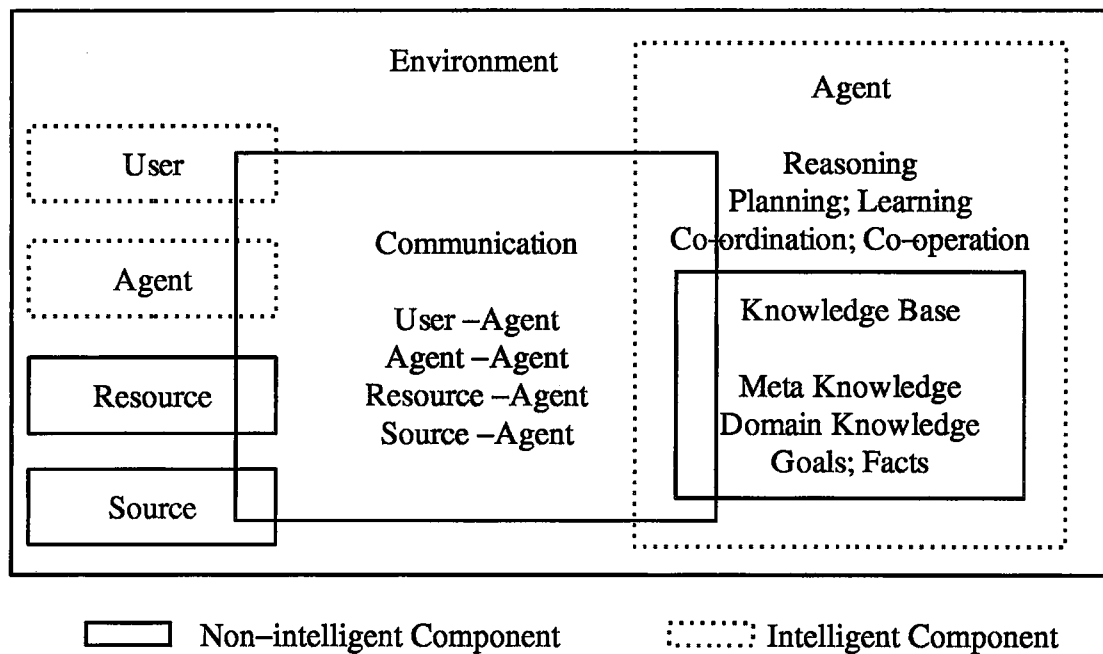 Environment
User
Agent
Resource
Source
Communication
User –Agent
Agent –Agent
Resource –Agent
Source –Agent
Agent
Reasoning
Planning; Learning
Co-ordination; Co-operation
Knowledge Base
Meta Knowledge
Domain Knowledge
Goals; Facts
Non–intelligent Component
Intelligent Component